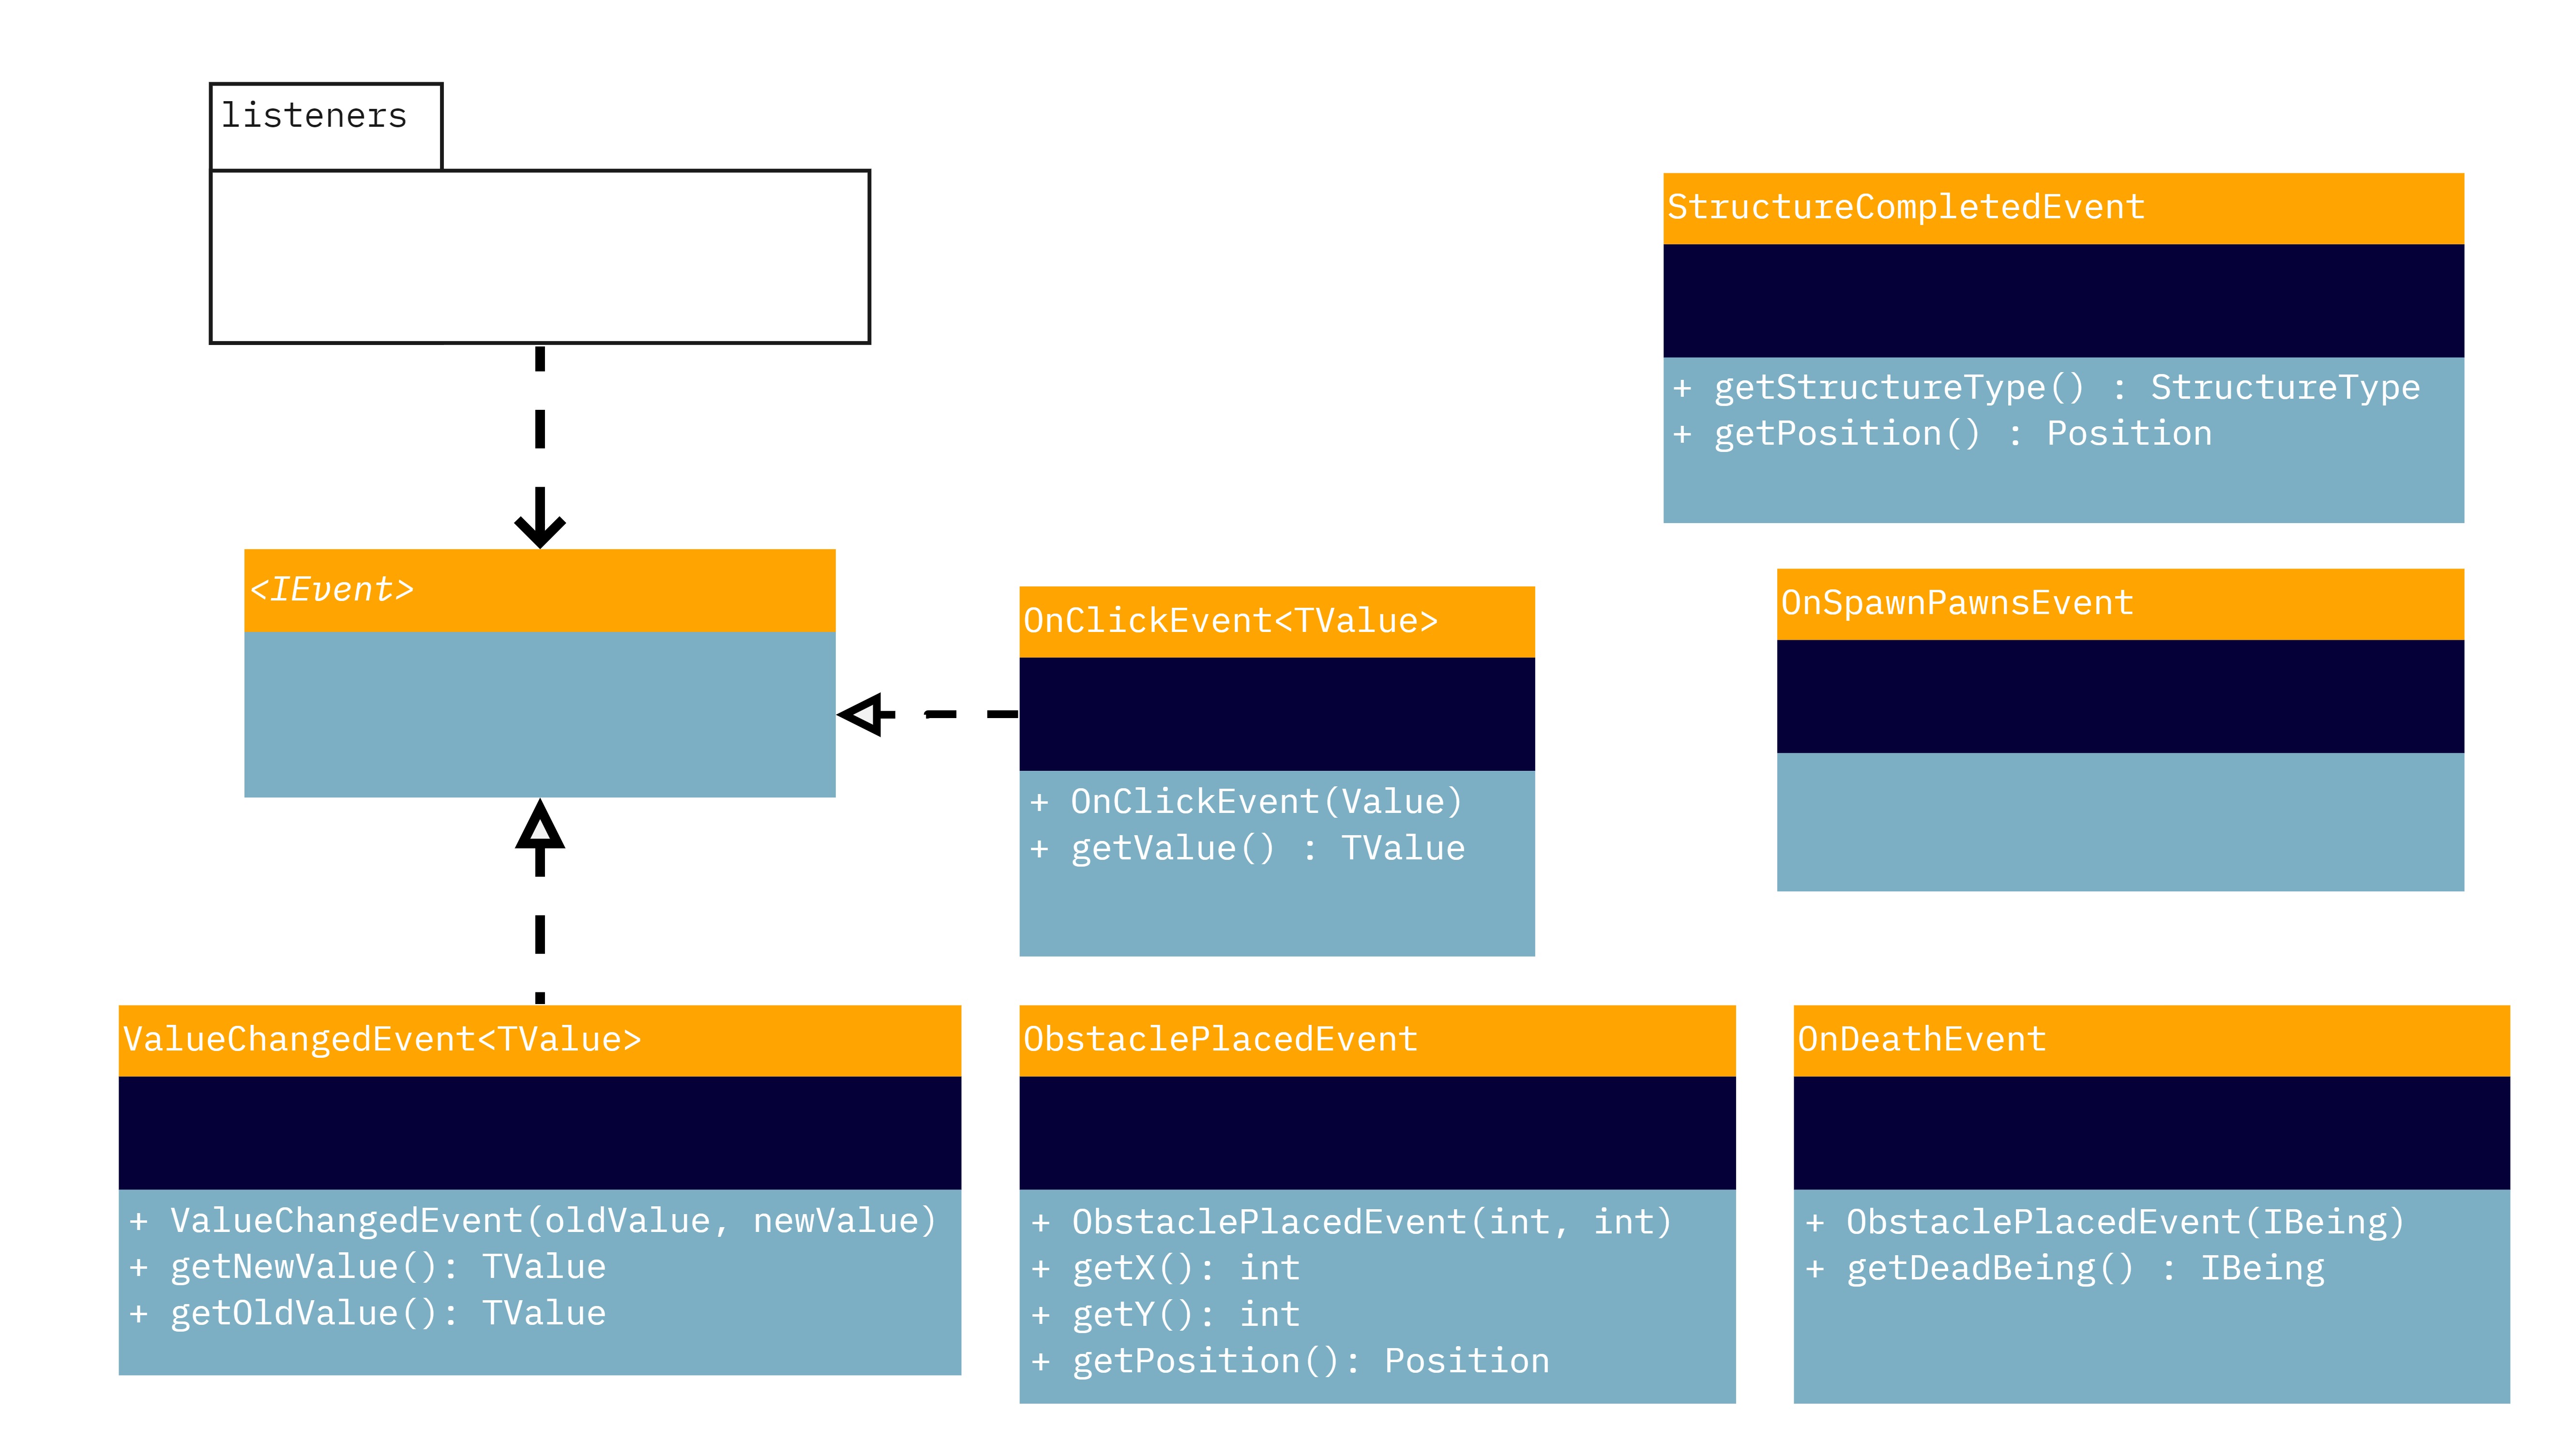 listeners
StructureCompletedEvent
+ getStructureType() : StructureType
+ getPosition() : Position
<IEvent>
OnClickEvent<TValue>
+ OnClickEvent(Value)
+ getValue() : TValue
OnSpawnPawnsEvent
ValueChangedEvent<TValue>
+ ValueChangedEvent(oldValue, newValue)
+ getNewValue(): TValue
+ getOldValue(): TValue
ObstaclePlacedEvent
+ ObstaclePlacedEvent(int, int)
+ getX(): int
+ getY(): int
+ getPosition(): Position
OnDeathEvent
+ ObstaclePlacedEvent(IBeing)
+ getDeadBeing() : IBeing